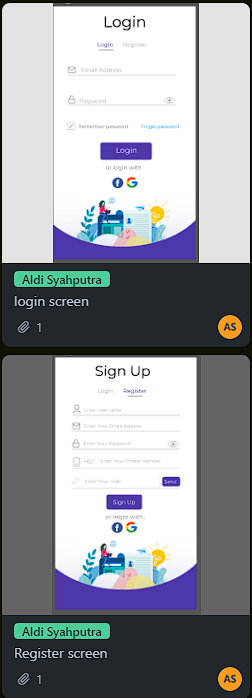 Login
Login Register
Email Address
Password
Remember password Forget password
Login
or login with
Aldi Syahputra
login screen
1
AS
Sign Up
Login Register
Enter Username
Enter Your Email Address
Enter Your Password
+62 Enter Your Phone Number
Enter Your Send
Sign Up
or register with
Aldi Syahputra
Register screen
1
AS